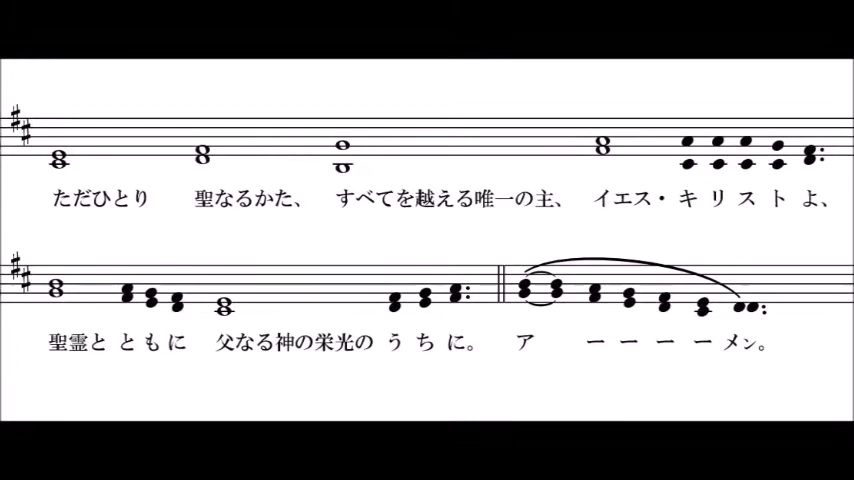 ただひとり 聖なるかた、 すべてを越える唯一の主、 イエス・ キ リ ス ト よ、
聖霊と と も に 父なる神の栄光の う ち に。 ア ー ー ー ー メン。